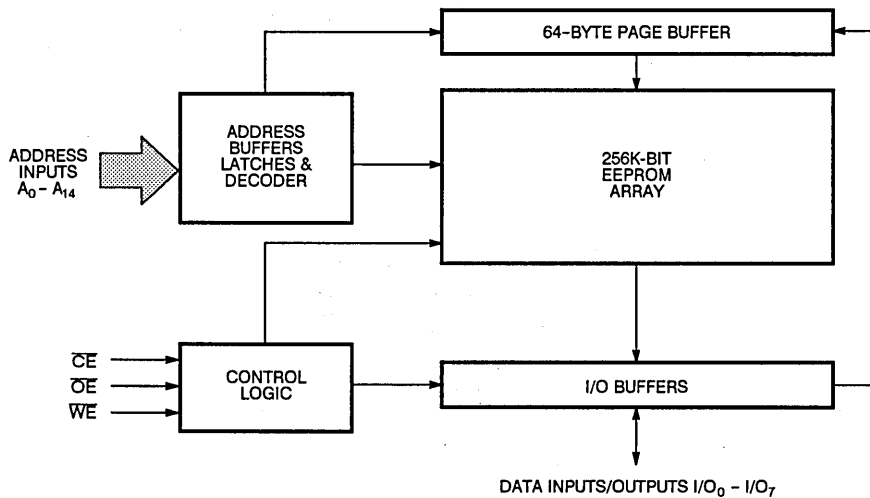 64-BYTE PAGE BUFFER
ADDRESS
BUFFERS
LATCHES &
DECODER
ADDRESS
INPUTS
A0 – A14
256K-BIT
EEPROM
ARRAY
CE
OE
WE
CONTROL
LOGIC
I/O BUFFERS
DATA INPUTS/OUTPUTS I/O0 – I/O7